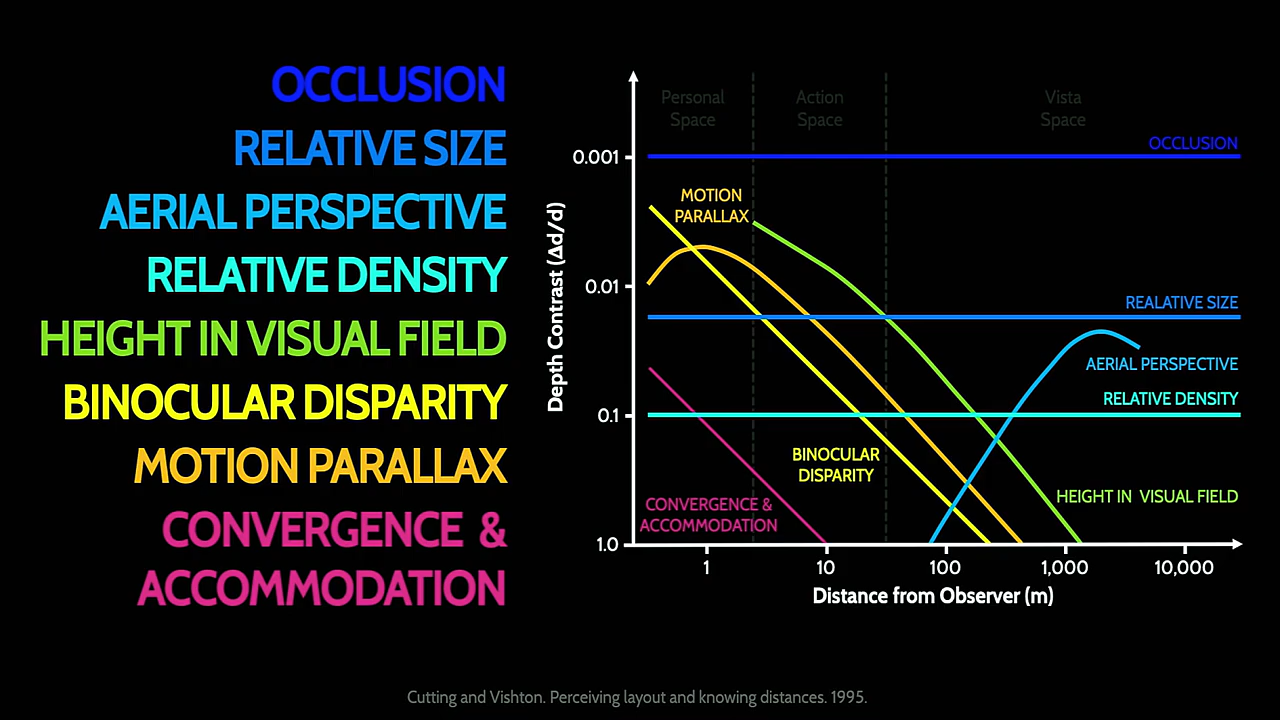 OCCLUSION
RELATIVE SIZE
AERIAL PERSPECTIVE
RELATIVE DENSITY
HEIGHT IN VISUAL FIELD
BINOCULAR DISPARITY
MOTION PARALLAX
CONVERGENCE &
ACCOMMODATION
Personal
Space
Action
Space
Vista
Space
OCCLUSION
0.001
MOTION
PARALLAX
Depth Contrast (Δd/d)
0.01
REALATIVE SIZE
AERIAL PERSPECTIVE
RELATIVE DENSITY
0.1
BINOCULAR
DISPARITY
HEIGHT IN VISUAL FIELD
CONVERGENCE &
ACCOMMODATION
1.0
1 10 100 1,000 10,000
Distance from Observer (m)
Cutting and Vishton. Perceiving layout and knowing distances. 1995.